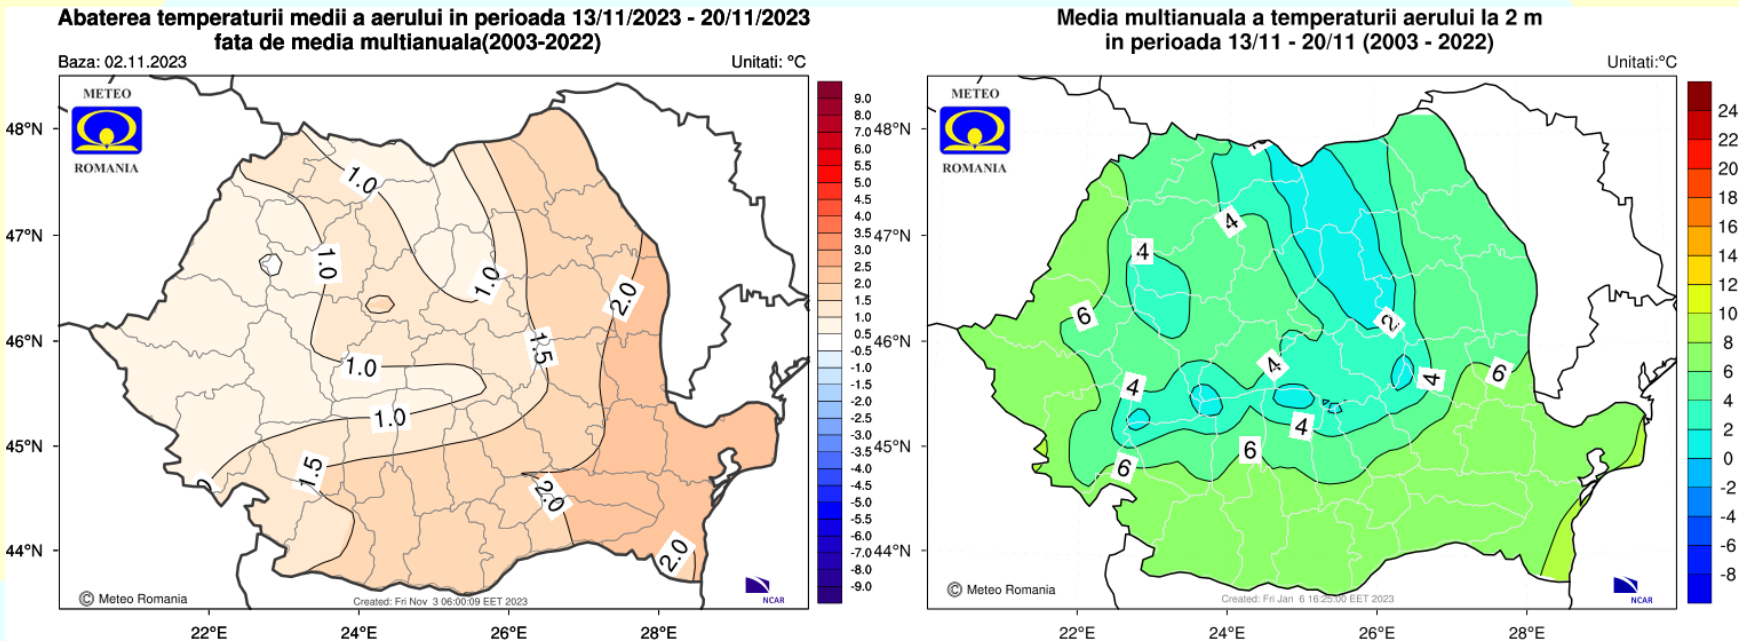 Abaterea temperaturii medii a aerului in perioada 13/11/2023 - 20/11/2023
fata de media multianuala(2003-2022)
Baza: 02.11.2023
Unitati: °C
METEO
ROMANIA
48°N
47°N
46°N
45°N
44°N
22°E
24°E
26°E
28°E
1.0
1.0
1.0
1.0
1.0
1.5
1.5
2.0
2.0
2.0
9.0
8.0
7.0
6.0
5.5
5.0
4.5
4.0
3.5
3.0
2.5
2.0
1.5
1.0
0.5
-0.5
-1.0
-1.5
-2.0
-2.5
-3.0
-3.5
-4.0
-4.5
-5.0
-5.5
-6.0
-7.0
-8.0
-9.0
© Meteo Romania
Created: Fri Nov 3 06:00:09 EET 2023
NCAR
Media multianuala a temperaturii aerului la 2 m
in perioada 13/11 - 20/11 (2003 - 2022)
Unitati:°C
METEO
ROMANIA
48°N
47°N
46°N
45°N
44°N
22°E
24°E
26°E
28°E
4
4
6
2
4
4
4
6
4
6
6
24
22
20
18
16
14
12
10
8
6
4
2
0
-2
-4
-6
-8
© Meteo Romania
Created: Fri Jan 6 16:25:00 EET 2023
NCAR